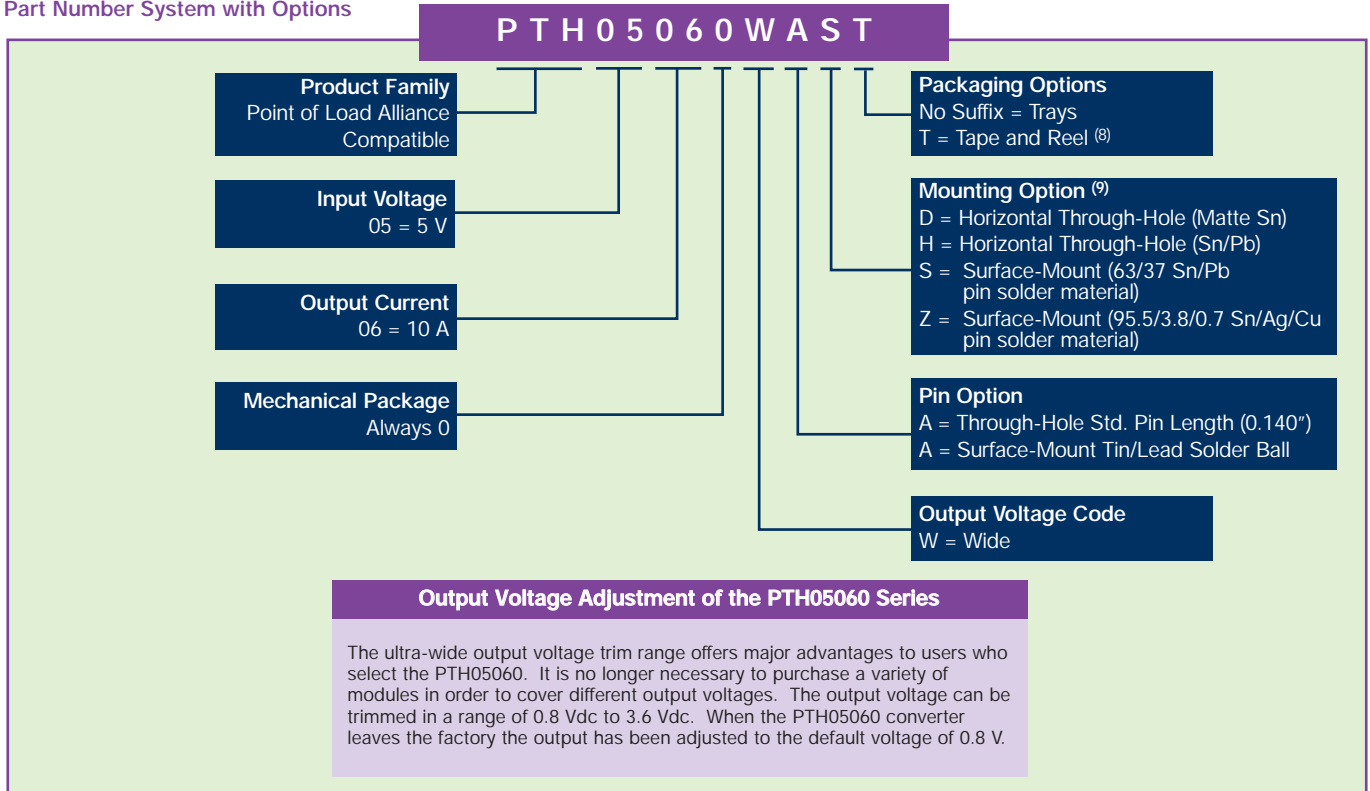 Part Number System with Options
PTH05060WAST
Product Family
Point of Load Alliance
Compatible
Input Voltage
05 = 5 V
Output Current
06 = 10 A
Mechanical Package
Always 0
Packaging Options
No Suffix = Trays
T = Tape and Reel (8)
Mounting Option (9)
D = Horizontal Through-Hole (Matte Sn)
H = Horizontal Through-Hole (Sn/Pb)
S = Surface-Mount (63/37 Sn/Pb
pin solder material)
Z = Surface-Mount (95.5/3.8/0.7 Sn/Ag/Cu
pin solder material)
Pin Option
A = Through-Hole Std. Pin Length (0.140″)
A = Surface-Mount Tin/Lead Solder Ball
Output Voltage Code
W = Wide
Output Voltage Adjustment of the PTH05060 Series
The ultra-wide output voltage trim range offers major advantages to users who
select the PTH05060. It is no longer necessary to purchase a variety of
modules in order to cover different output voltages. The output voltage can be
trimmed in a range of 0.8 Vdc to 3.6 Vdc. When the PTH05060 converter
leaves the factory the output has been adjusted to the default voltage of 0.8 V.